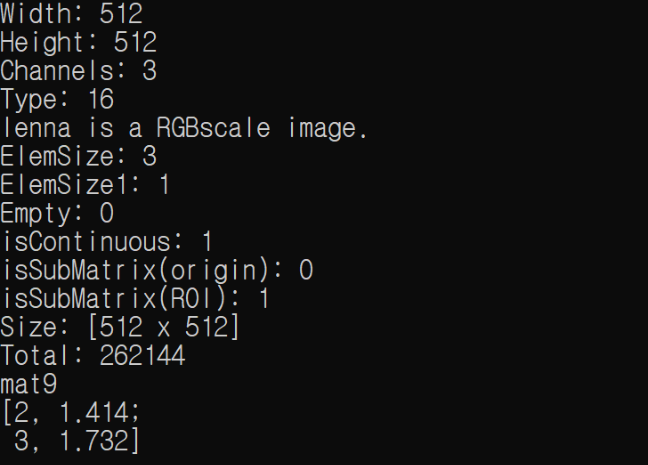 Width: 512
Height: 512
Channels: 3
Type: 16
lenna is a RGBscale image.
ElemSize: 3
ElemSize1: 1
Empty: 0
isContinuous: 1
isSubMatrix(origin): 0
isSubMatrix(ROI): 1
Size: [512 x 512]
Total: 262144
mat9
[2, 1.414;
 3, 1.732]